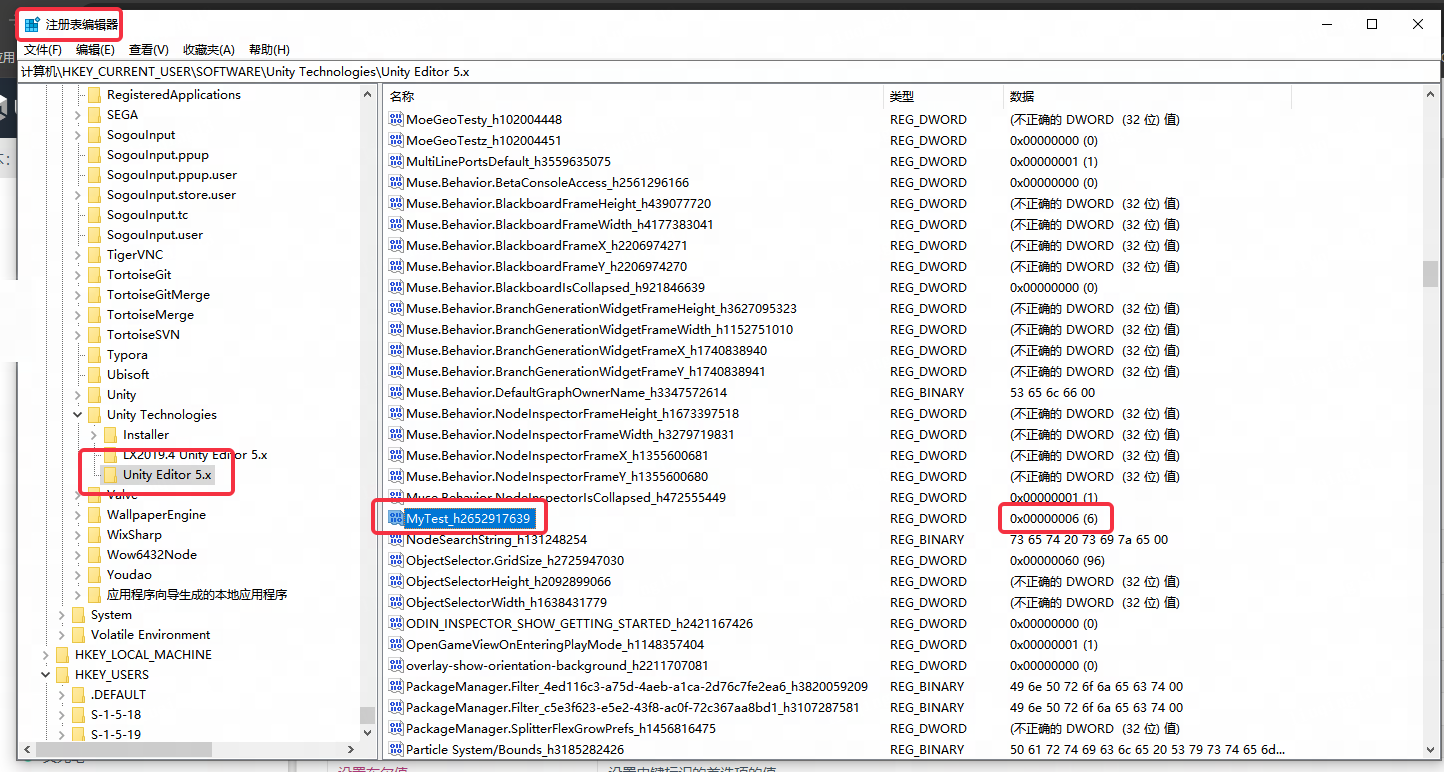 注册表编辑器
文件(F) 编辑(E) 查看(V) 收藏夹(A) 帮助(H)
计算机\HKEY_CURRENT_USER\SOFTWARE\Unity Technologies\Unity Editor 5.x
RegisteredApplications
SEGA
SogouInput
SogouInput.ppup
SogouInput.ppup.user
SogouInput.store.user
SogouInput.tc
SogouInput.user
TigerVNC
TortoiseGit
TortoiseGitMerge
TortoiseMerge
TortoiseSVN
Typora
Ubisoft
Unity
Unity Technologies
Installer
LX2019.4 Unity Editor 5.x
Unity Editor 5.x
Valve
WallpaperEngine
WixSharp
Wow6432Node
Youdao
应用程序向导生成的本地应用程序
System
Volatile Environment
HKEY_LOCAL_MACHINE
HKEY_USERS
.DEFAULT
S-1-5-18
S-1-5-19
名称 类型 数据
MoeGeoTesty_h102004448 REG_DWORD (不正确的 DWORD (32 位) 值)
MoeGeoTestz_h102004451 REG_DWORD 0x00000000 (0)
MultiLinePortsDefault_h3559635075 REG_DWORD 0x00000001 (1)
Muse.Behavior.BetaConsoleAccess_h2561296166 REG_DWORD 0x00000000 (0)
Muse.Behavior.BlackboardFrameHeight_h439077720 REG_DWORD (不正确的 DWORD (32 位) 值)
Muse.Behavior.BlackboardFrameWidth_h4177383041 REG_DWORD (不正确的 DWORD (32 位) 值)
Muse.Behavior.BlackboardFrameX_h2206974271 REG_DWORD (不正确的 DWORD (32 位) 值)
Muse.Behavior.BlackboardFrameY_h2206974270 REG_DWORD (不正确的 DWORD (32 位) 值)
Muse.Behavior.BlackboardIsCollapsed_h921846639 REG_DWORD 0x00000000 (0)
Muse.Behavior.BranchGenerationWidgetFrameHeight_h3627095323 REG_DWORD (不正确的 DWORD (32 位) 值)
Muse.Behavior.BranchGenerationWidgetFrameWidth_h1152751010 REG_DWORD (不正确的 DWORD (32 位) 值)
Muse.Behavior.BranchGenerationWidgetFrameX_h1740838940 REG_DWORD (不正确的 DWORD (32 位) 值)
Muse.Behavior.BranchGenerationWidgetFrameY_h1740838941 REG_DWORD (不正确的 DWORD (32 位) 值)
Muse.Behavior.DefaultGraphOwnerName_h3347572614 REG_BINARY 53 65 6c 66 00
Muse.Behavior.NodeInspectorFrameHeight_h1673397518 REG_DWORD (不正确的 DWORD (32 位) 值)
Muse.Behavior.NodeInspectorFrameWidth_h3279719831 REG_DWORD (不正确的 DWORD (32 位) 值)
Muse.Behavior.NodeInspectorFrameX_h1355600681 REG_DWORD (不正确的 DWORD (32 位) 值)
Muse.Behavior.NodeInspectorFrameY_h1355600680 REG_DWORD (不正确的 DWORD (32 位) 值)
Muse.Behavior.NodeInspectorIsCollapsed_h472555449 REG_DWORD 0x00000001 (1)
MyTest_h2652917639 REG_DWORD 0x00000006 (6)
NodeSearchString_h131248254 REG_BINARY 73 65 74 20 73 69 7a 65 00
ObjectSelector.GridSize_h2725947030 REG_DWORD 0x00000060 (96)
ObjectSelectorHeight_h2092899066 REG_DWORD (不正确的 DWORD (32 位) 值)
ObjectSelectorWidth_h1638431779 REG_DWORD (不正确的 DWORD (32 位) 值)
ODIN_INSPECTOR_SHOW_GETTING_STARTED_h2421167426 REG_DWORD 0x00000000 (0)
OpenGameViewOnEnteringPlayMode_h1148357404 REG_DWORD 0x00000001 (1)
overlay-show-orientation-background_h2211707081 REG_DWORD 0x00000000 (0)
PackageManager.Filter_4ed116c3-a75d-4aeb-a1ca-2d76c7fe2ea6_h3820059209 REG_BINARY 49 6e 50 72 6f 6a 65 63 74 00
PackageManager.Filter_c5e3f623-e5e2-43f8-ac0f-72c367aa8bd1_h3107287581 REG_BINARY 49 6e 50 72 6f 6a 65 63 74 00
PackageManager.SplitterFlexGrowPrefs_h1456816475 REG_DWORD (不正确的 DWORD (32 位) 值)
Particle System/Bounds_h3185282426 REG_BINARY 50 61 72 74 69 63 6c 65 20 53 79 73 74 65 6d...